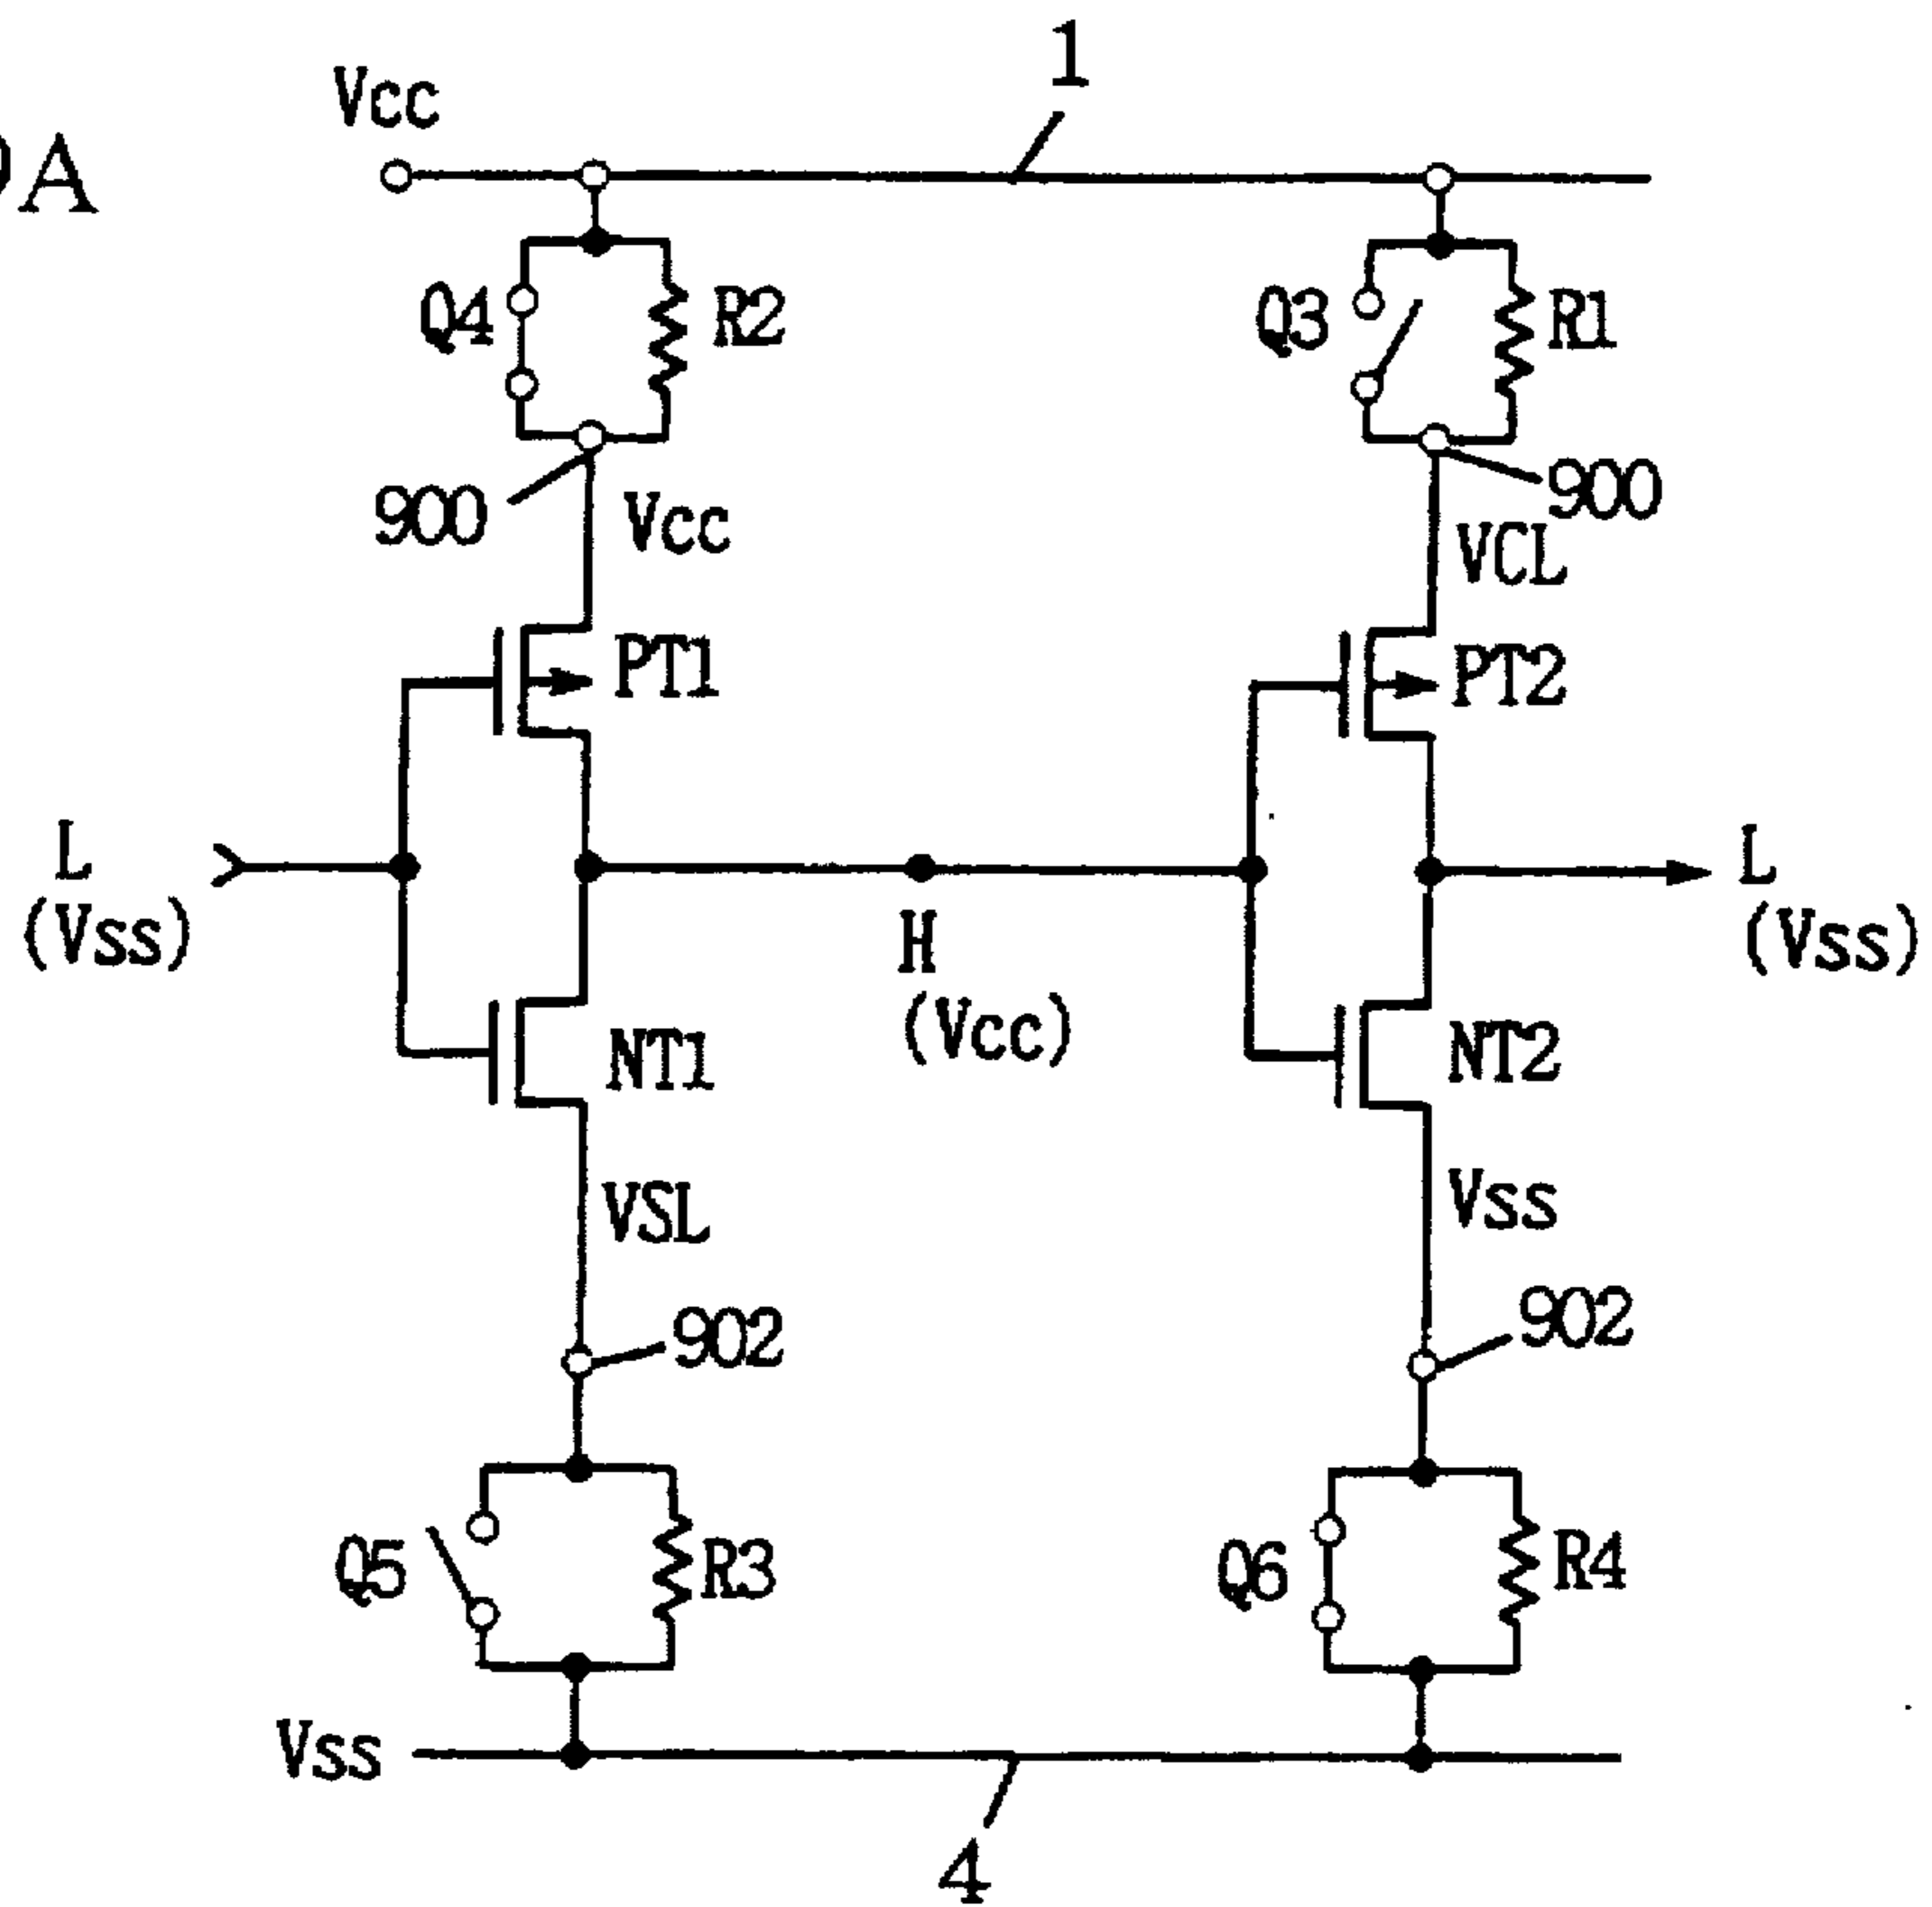 1
Vcc
A
Q4
R2
Q3
R1
900
Vcc
900
VCL
PT1
PT2
L
(Vss)
H
(Vcc)
L
(Vss)
NT1
NT2
VSL
Vss
902
902
Q5
R3
Q6
R4
Vss
4